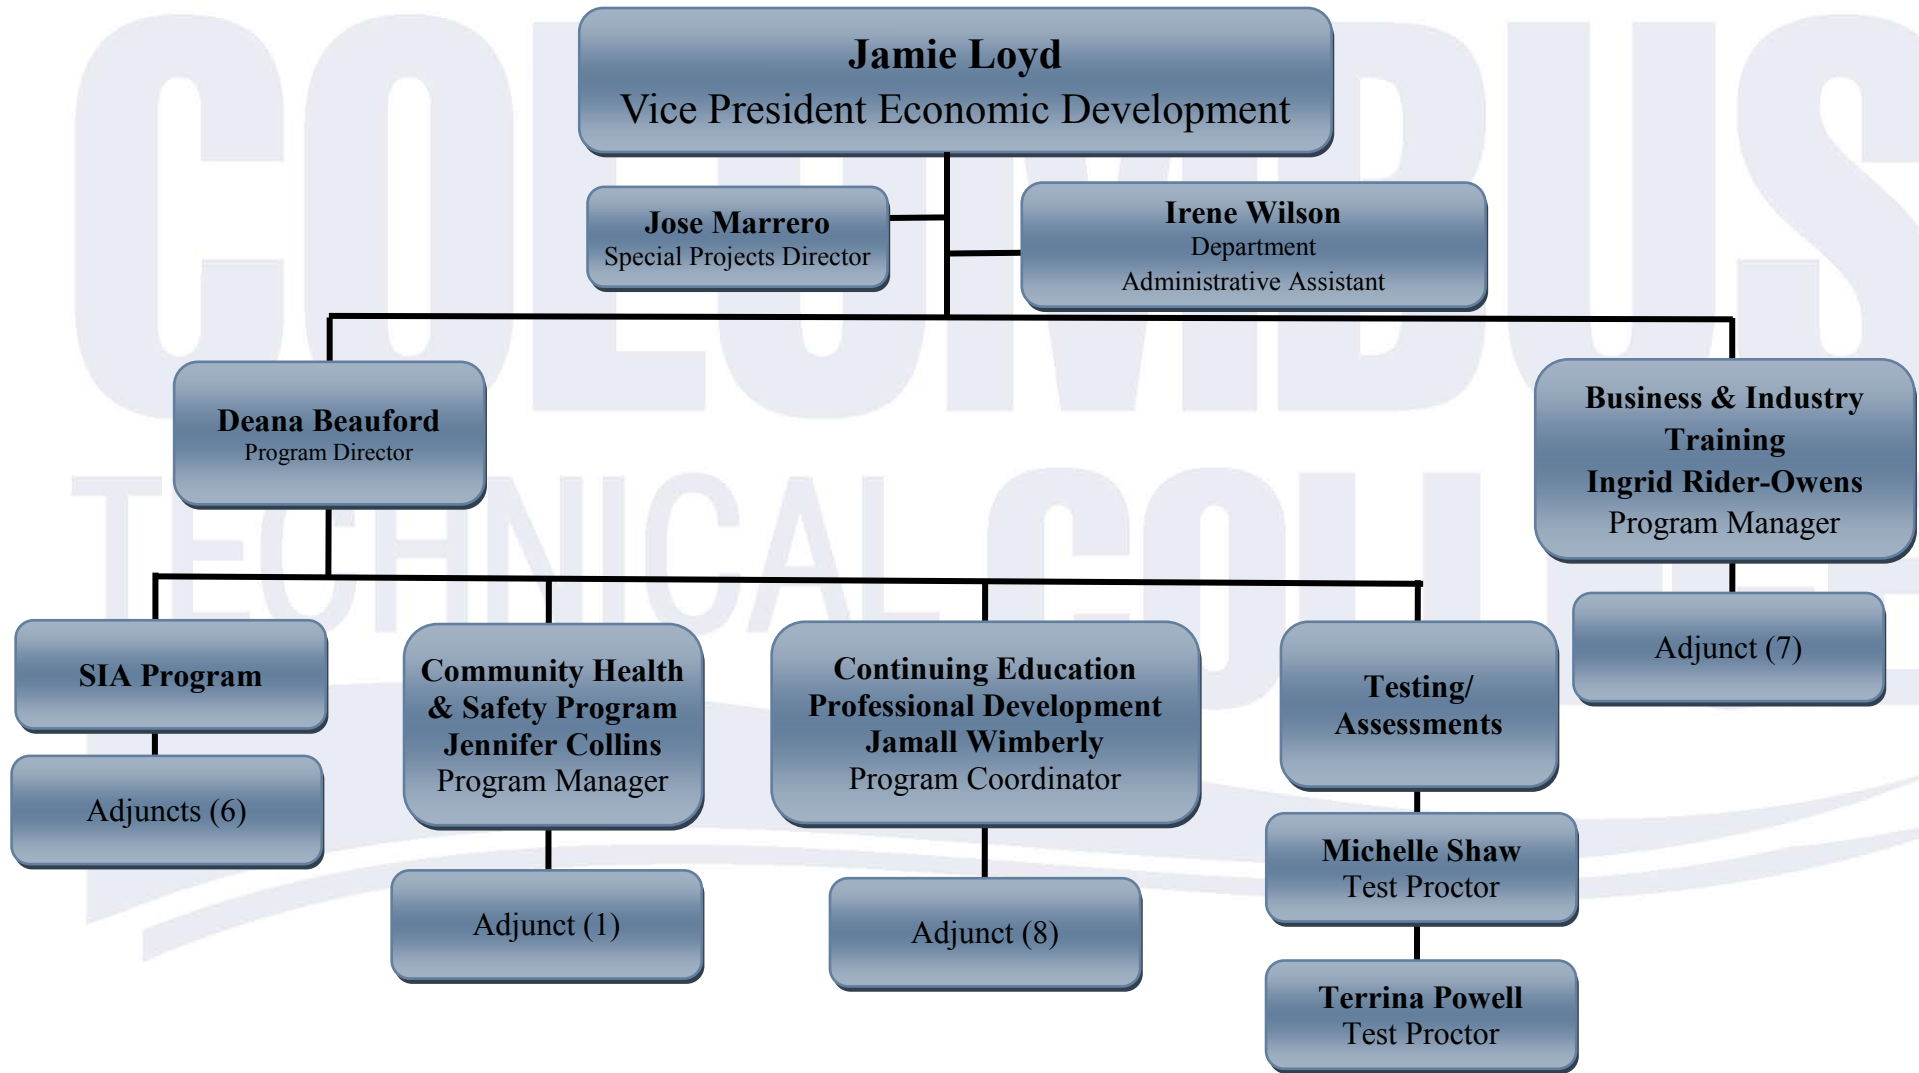 COLUMBUS
TECHNICAL COLLEGE
Jamie Loyd
Vice President Economic Development
Jose Marrero
Special Projects Director
Irene Wilson
Department
Administrative Assistant
Deana Beauford
Program Director
Business & Industry
Training
Ingrid Rider-Owens
Program Manager
Adjunct (7)
SIA Program
Adjuncts (6)
Community Health
& Safety Program
Jennifer Collins
Program Manager
Adjunct (1)
Continuing Education
Professional Development
Jamall Wimberly
Program Coordinator
Adjunct (8)
Testing/
Assessments
Michelle Shaw
Test Proctor
Terrina Powell
Test Proctor